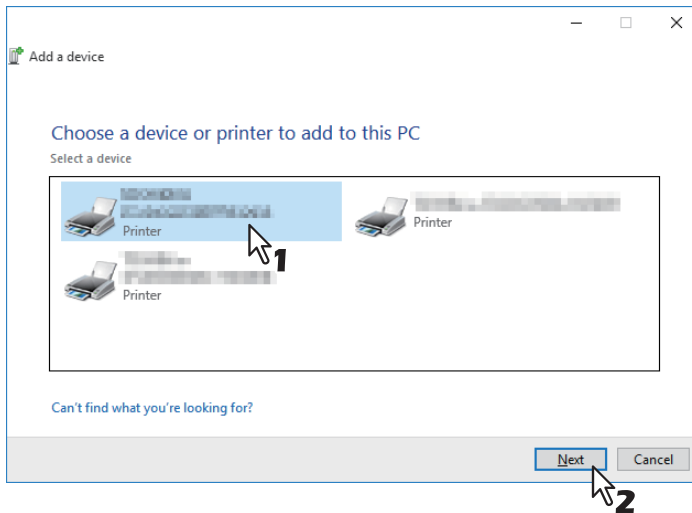 Add a device
Choose a device or printer to add to this PC
Select a device
Printer
1
Printer
Printer
Can't find what you're looking for?
Next
Cancel
2